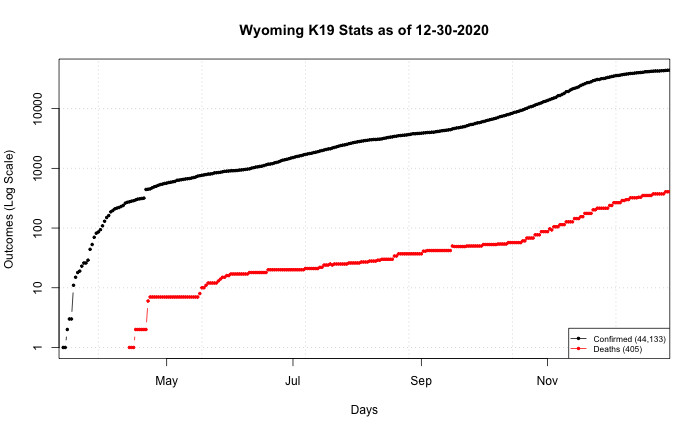 Wyoming K19 Stats as of 12-30-2020
Outcomes (Log Scale)
10000
1000
100
10
1
May Jul Sep Nov
Days
Confirmed (44,133)
Deaths (405)